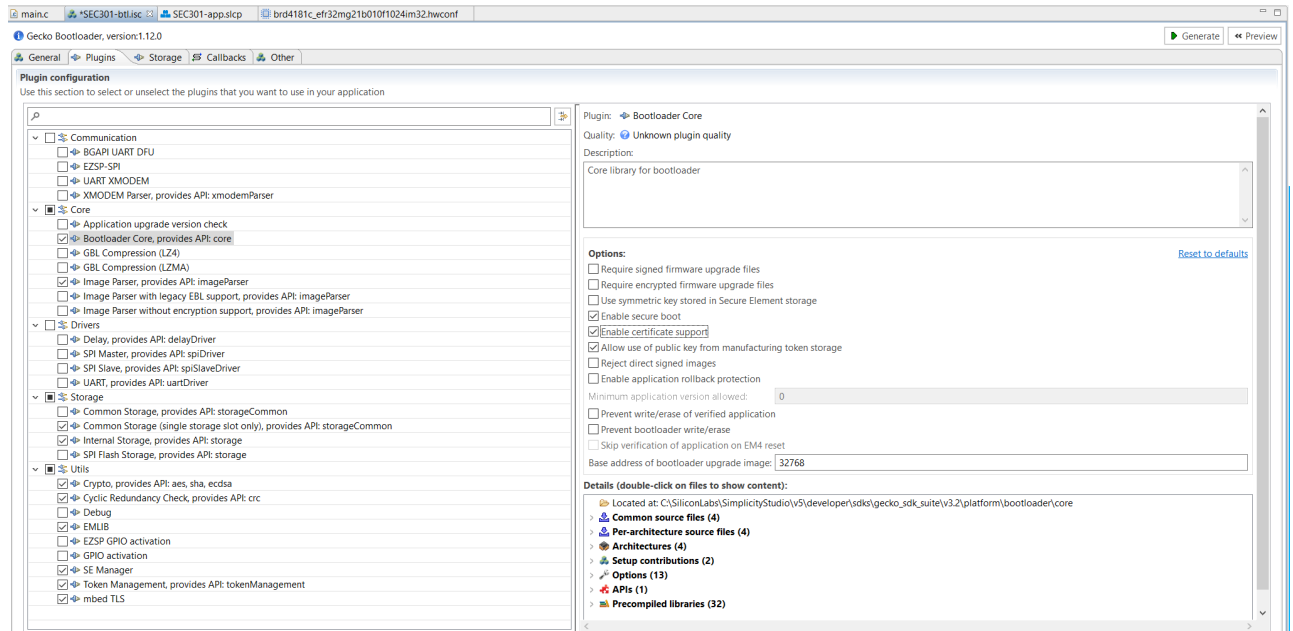 main.c *SEC301-btl.isc SEC301-app.slcp brd4181c_efr32mg21b010f1024im32.hwconf
Gecko Bootloader, version:1.12.0
Generate Preview
General Plugins Storage Callbacks Other
Plugin configuration
Use this section to select or unselect the plugins that you want to use in your application
Communication
BGAPI UART DFU
EZSP-SPI
UART XMODEM
XMODEM Parser, provides API: xmodemParser
Core
Application upgrade version check
Bootloader Core, provides API: core
GBL Compression (LZ4)
GBL Compression (LZMA)
Image Parser, provides API: imageParser
Image Parser with legacy EBL support, provides API: imageParser
Image Parser without encryption support, provides API: imageParser
Drivers
Delay, provides API: delayDriver
SPI Master, provides API: spiDriver
SPI Slave, provides API: spiSlaveDriver
UART, provides API: uartDriver
Storage
Common Storage, provides API: storageCommon
Common Storage (single storage slot only), provides API: storageCommon
Internal Storage, provides API: storage
SPI Flash Storage, provides API: storage
Utils
Crypto, provides API: aes, sha, ecdsa
Cyclic Redundancy Check, provides API: crc
Debug
EMLIB
EZSP GPIO activation
GPIO activation
SE Manager
Token Management, provides API: tokenManagement
mbed TLS
Plugin: Bootloader Core
Quality: Unknown plugin quality
Description:
Core library for bootloader
Options: Reset to defaults
Require signed firmware upgrade files
Require encrypted firmware upgrade files
Use symmetric key stored in Secure Element storage
Enable secure boot
Enable certificate support
Allow use of public key from manufacturing token storage
Reject direct signed images
Enable application rollback protection
Minimum application version allowed: 0
Prevent write/erase of verified application
Prevent bootloader write/erase
Skip verification of application on EM4 reset
Base address of bootloader upgrade image: 32768
Details (double-click on files to show content):
Located at: C:\SiliconLabs\SimplicityStudio\v5\developer\sdks\gecko_sdk_suite\v3.2\platform\bootloader\core
Common source files (4)
Per-architecture source files (4)
Architectures (4)
Setup contributions (2)
Options (13)
APIs (1)
Precompiled libraries (32)